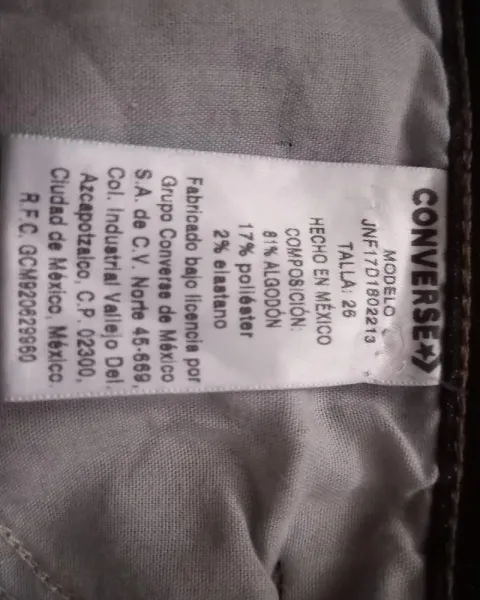 CONVERSE
MODELO
JNF17D1802213
TALLA: 26
HECHO EN MÉXICO
COMPOSICIÓN:
81% ALGODÓN
17% poliéster
2% elastano
Fabricado bajo licencia por
Grupo Converse de México
S.A. de C.V. Norte 45-669,
Col. Industrial Vallejo Del.
Azcapotzalco, C.P. 02300,
Ciudad de México, México.
R.F.C. GCM920629960